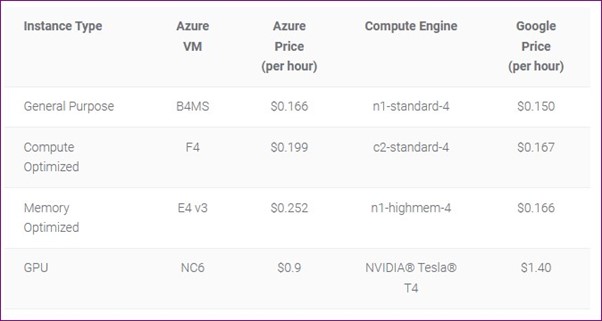 Instance Type Azure VM Azure Price (per hour) Compute Engine Google Price (per hour)
General Purpose B4MS $0.166 n1-standard-4 $0.150
Compute Optimized F4 $0.199 c2-standard-4 $0.167
Memory Optimized E4 v3 $0.252 n1-highmem-4 $0.166
GPU NC6 $0.9 NVIDIA® Tesla® T4 $1.40